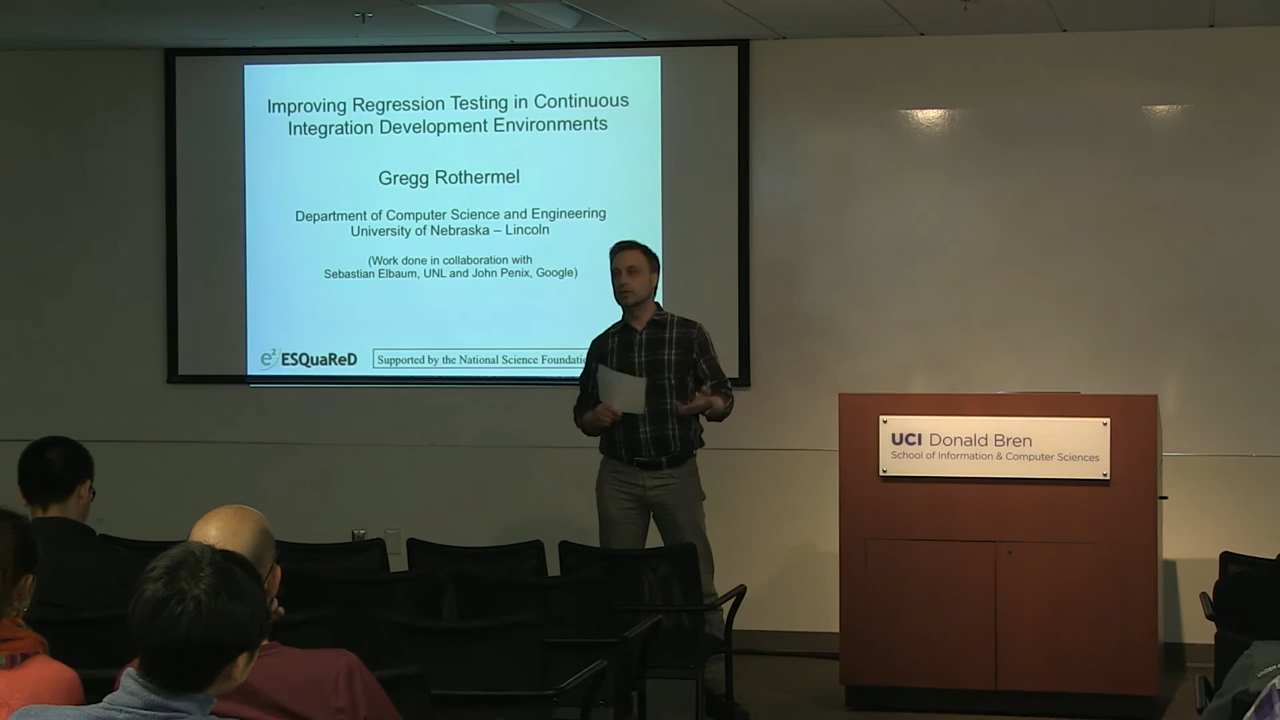 Improving Regression Testing in Continuous
Integration Development Environments
Gregg Rothermel
Department of Computer Science and Engineering
University of Nebraska – Lincoln
(Work done in collaboration with
Sebastian Elbaum, UNL and John Penix, Google)
e² ESQuaReD
Supported by the National Science
UCI Donald Bren
School of Information & Computer Sciences